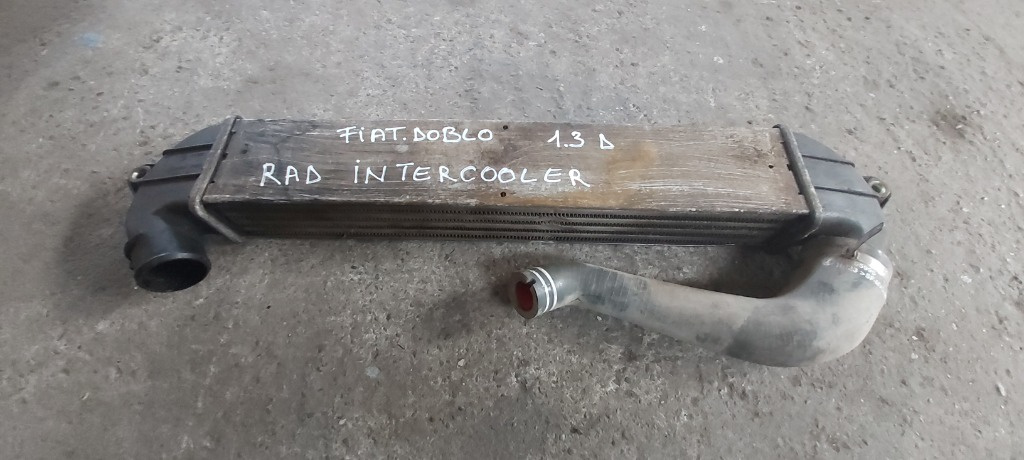 FIAT.DOBLO 1.3 D
RAD INTERCOOLER